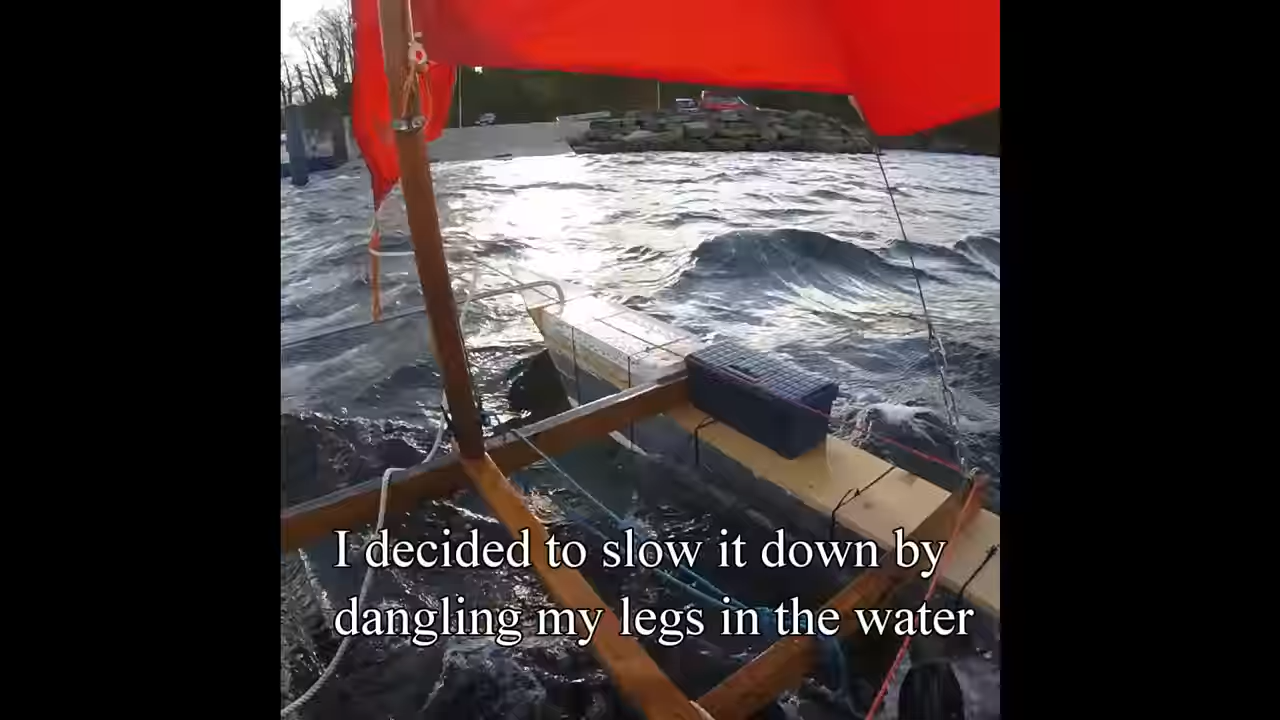 I decided to slow it down by
dangling my legs in the water